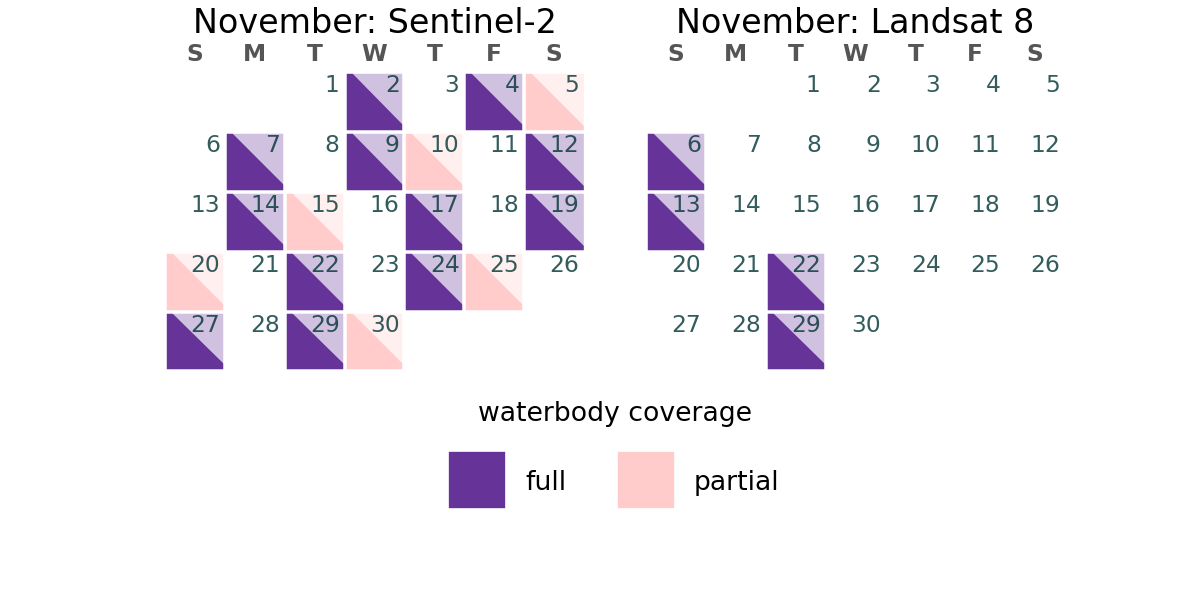 November: Sentinel-2
S M T W T F S
1 2 3 4 5
6 7 8 9 10 11 12
13 14 15 16 17 18 19
20 21 22 23 24 25 26
27 28 29 30
November: Landsat 8
S M T W T F S
1 2 3 4 5
6 7 8 9 10 11 12
13 14 15 16 17 18 19
20 21 22 23 24 25 26
27 28 29 30
waterbody coverage
full
partial